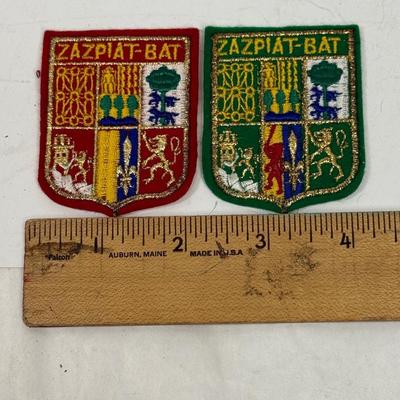 ZAZPIAT-BAT
ZAZPIAT-BAT
1 2 3 4
Falcon AUBURN, MAINE MADE IN U.S.A